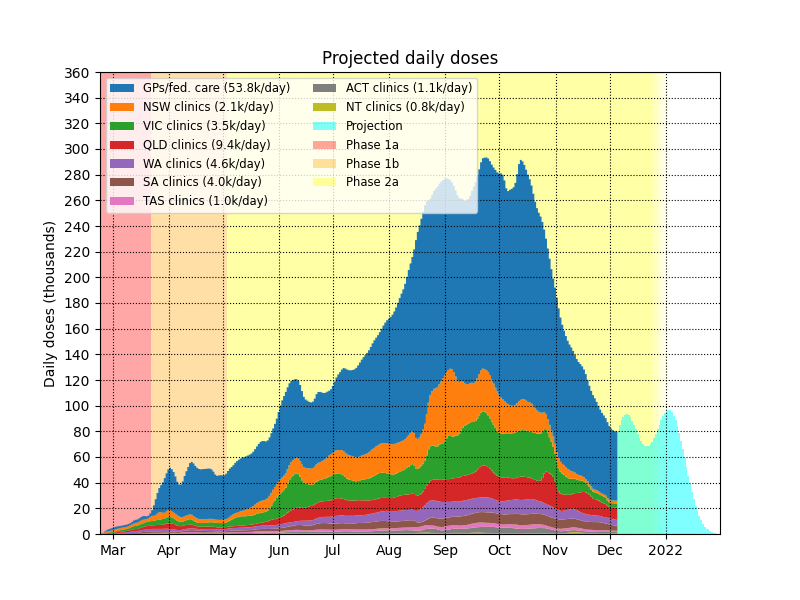 Projected daily doses
Daily doses (thousands)
360
340
320
300
280
260
240
220
200
180
160
140
120
100
80
60
40
20
0
GPs/fed. care (53.8k/day)
NSW clinics (2.1k/day)
VIC clinics (3.5k/day)
QLD clinics (9.4k/day)
WA clinics (4.6k/day)
SA clinics (4.0k/day)
TAS clinics (1.0k/day)
ACT clinics (1.1k/day)
NT clinics (0.8k/day)
Projection
Phase 1a
Phase 1b
Phase 2a
Mar Apr May Jun Jul Aug Sep Oct Nov Dec 2022